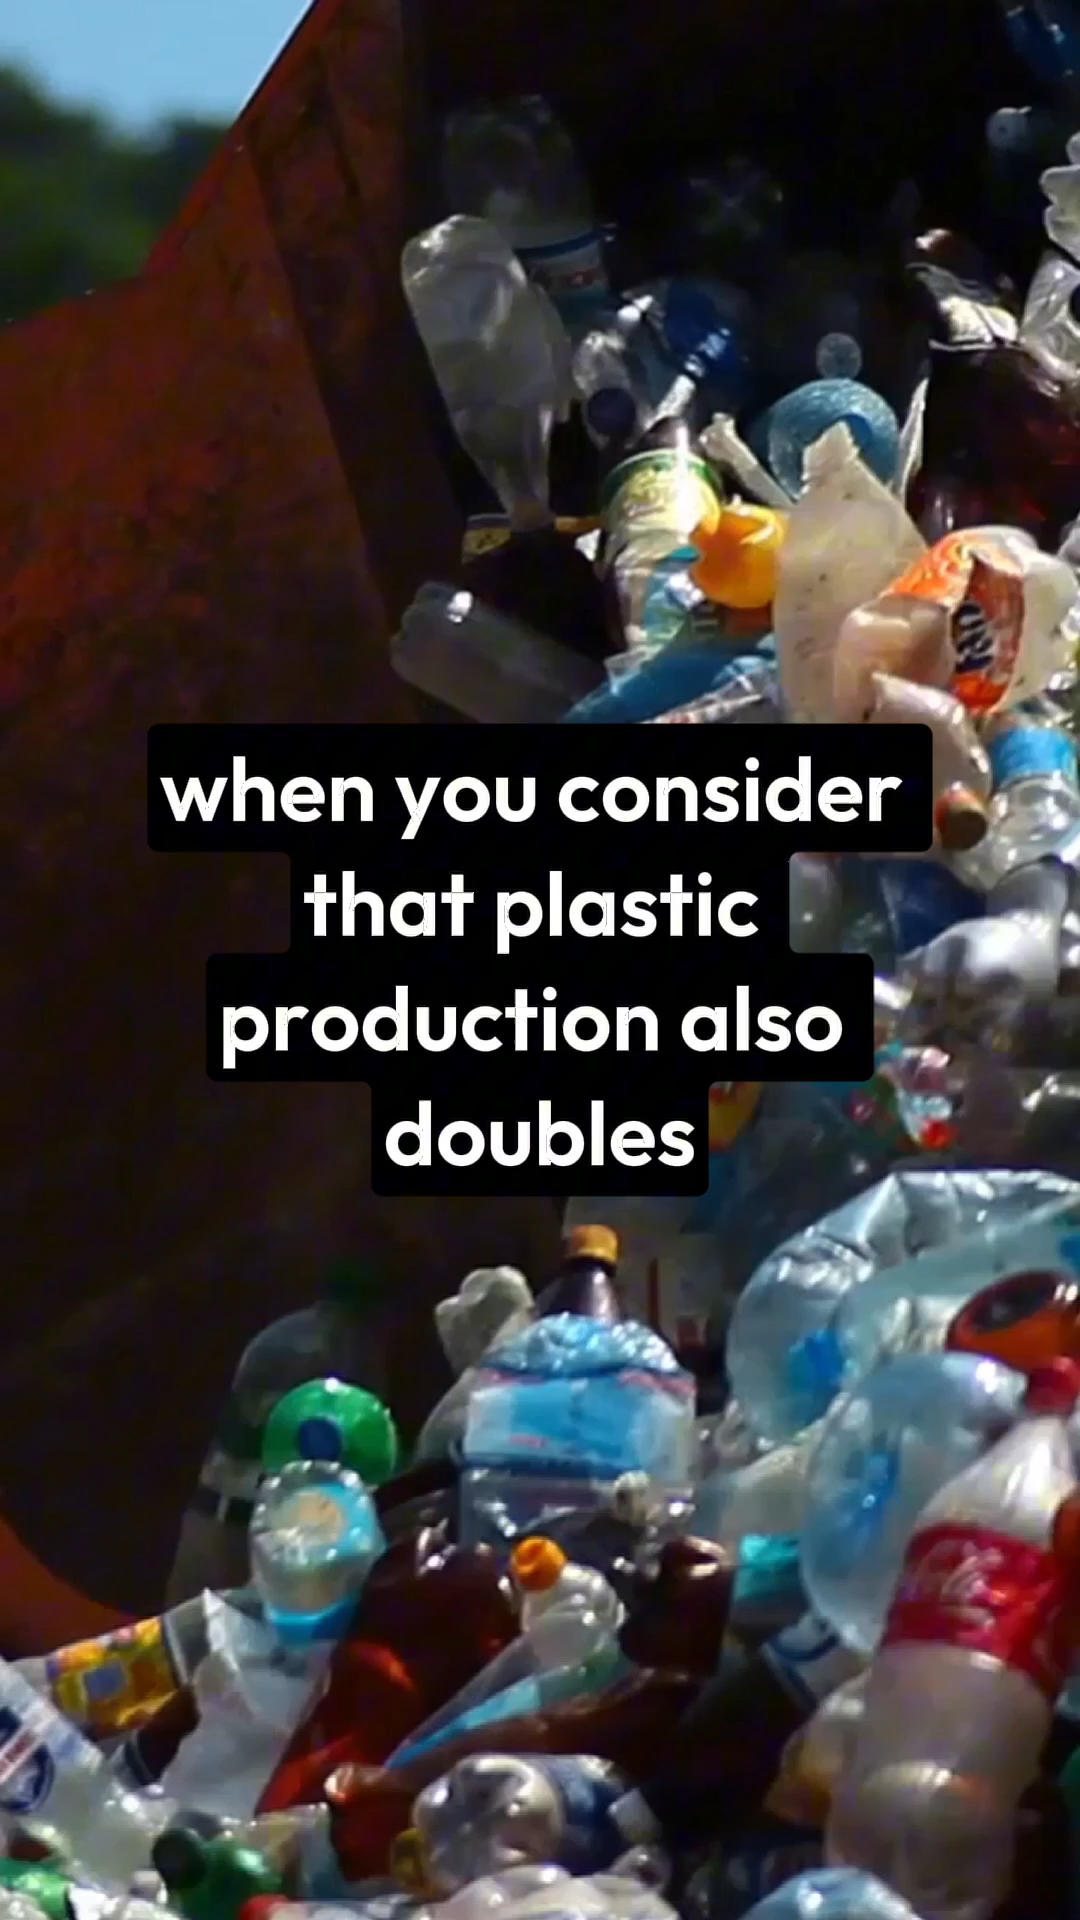 when you consider
that plastic
production also
doubles